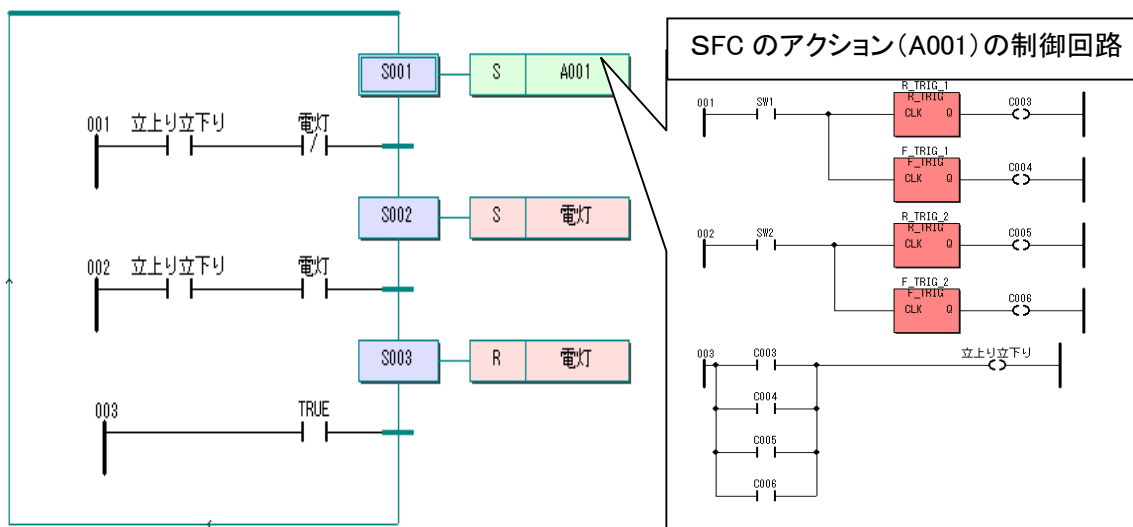 SFC のアクション(A001)の制御回路
S001
S
A001
001
立上り立下り
電灯
S002
S
電灯
002
立上り立下り
電灯
S003
R
電灯
003
TRUE
001
SW1
R_TRIG_1
R_TRIG
CLK
Q
C003
F_TRIG_1
F_TRIG
CLK
Q
C004
002
SW2
R_TRIG_2
R_TRIG
CLK
Q
C005
F_TRIG_2
F_TRIG
CLK
Q
C006
003
C003
立上り立下り
C004
C005
C006